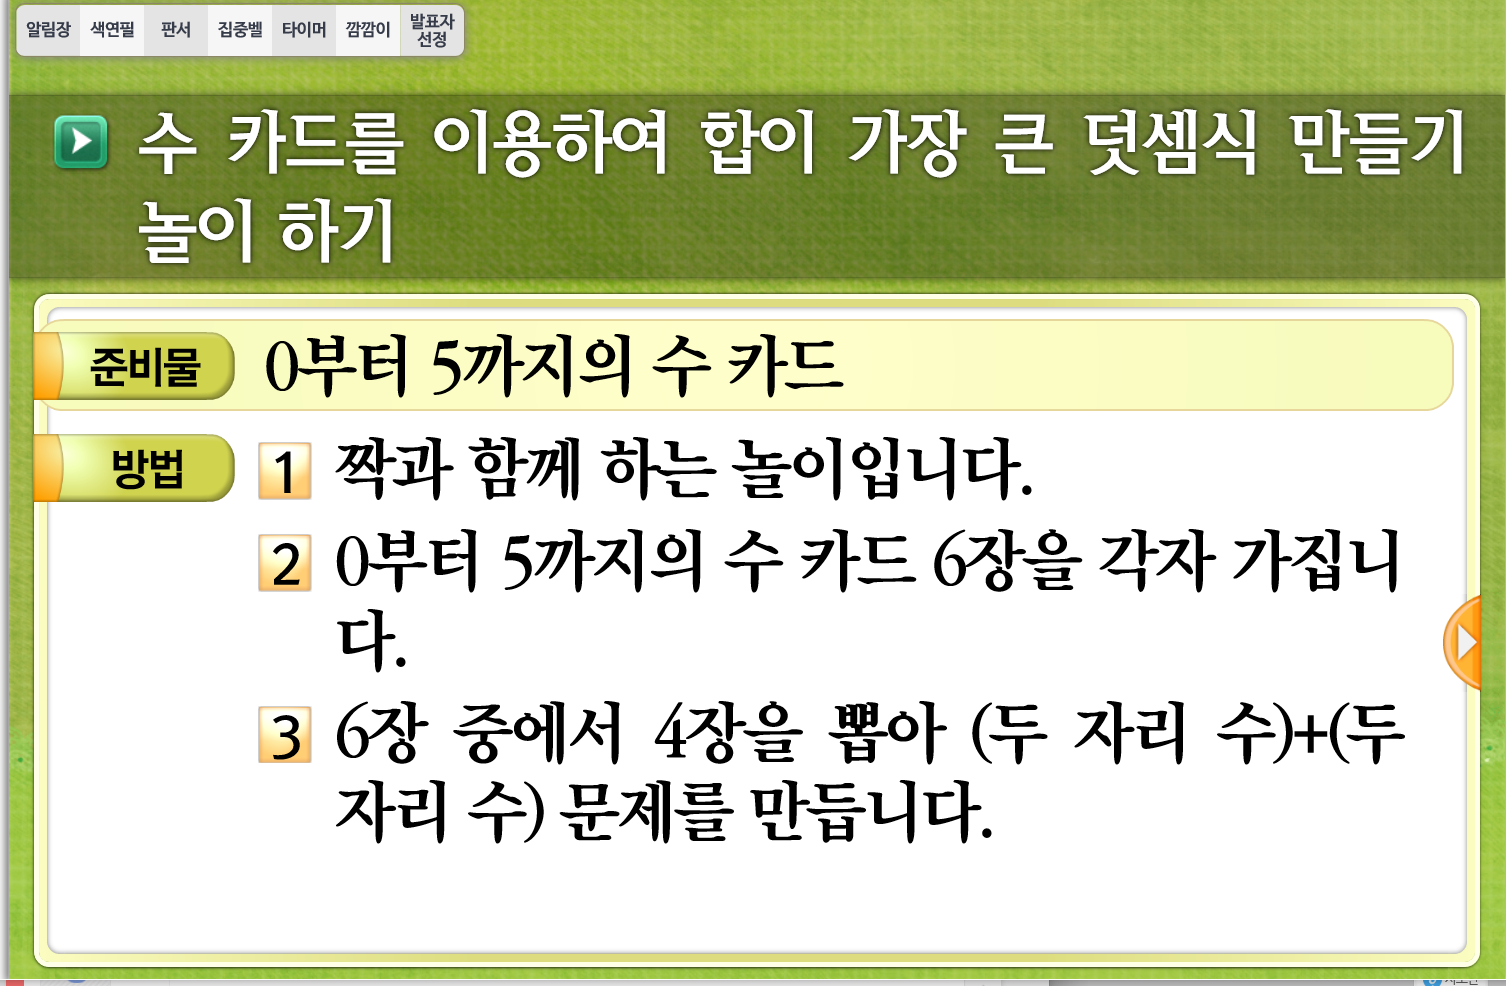 알림장 색연필 판서 집중벨 타이머 깜깜이 발표자 선정
수 카드를 이용하여 합이 가장 큰 덧셈식 만들기
놀이 하기
준비물 0부터 5까지의 수 카드
방법 1 짝과 함께 하는 놀이입니다.
2 0부터 5까지의 수 카드 6장을 각자 가집니
다.
3 6장 중에서 4장을 뽑아 (두 자리 수)+(두
자리 수) 문제를 만듭니다.